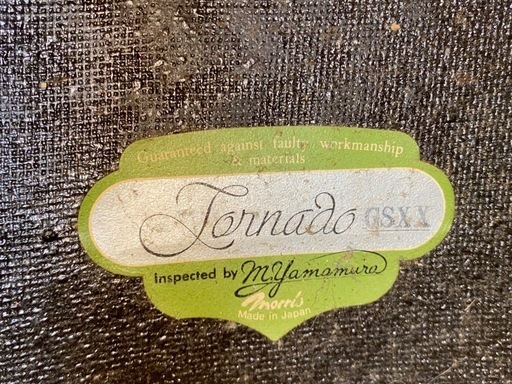 Guaranteed against faulty workmanship
& materials
Tornado GSXX
inspected by M.Yamamura
Morris
Made in Japan